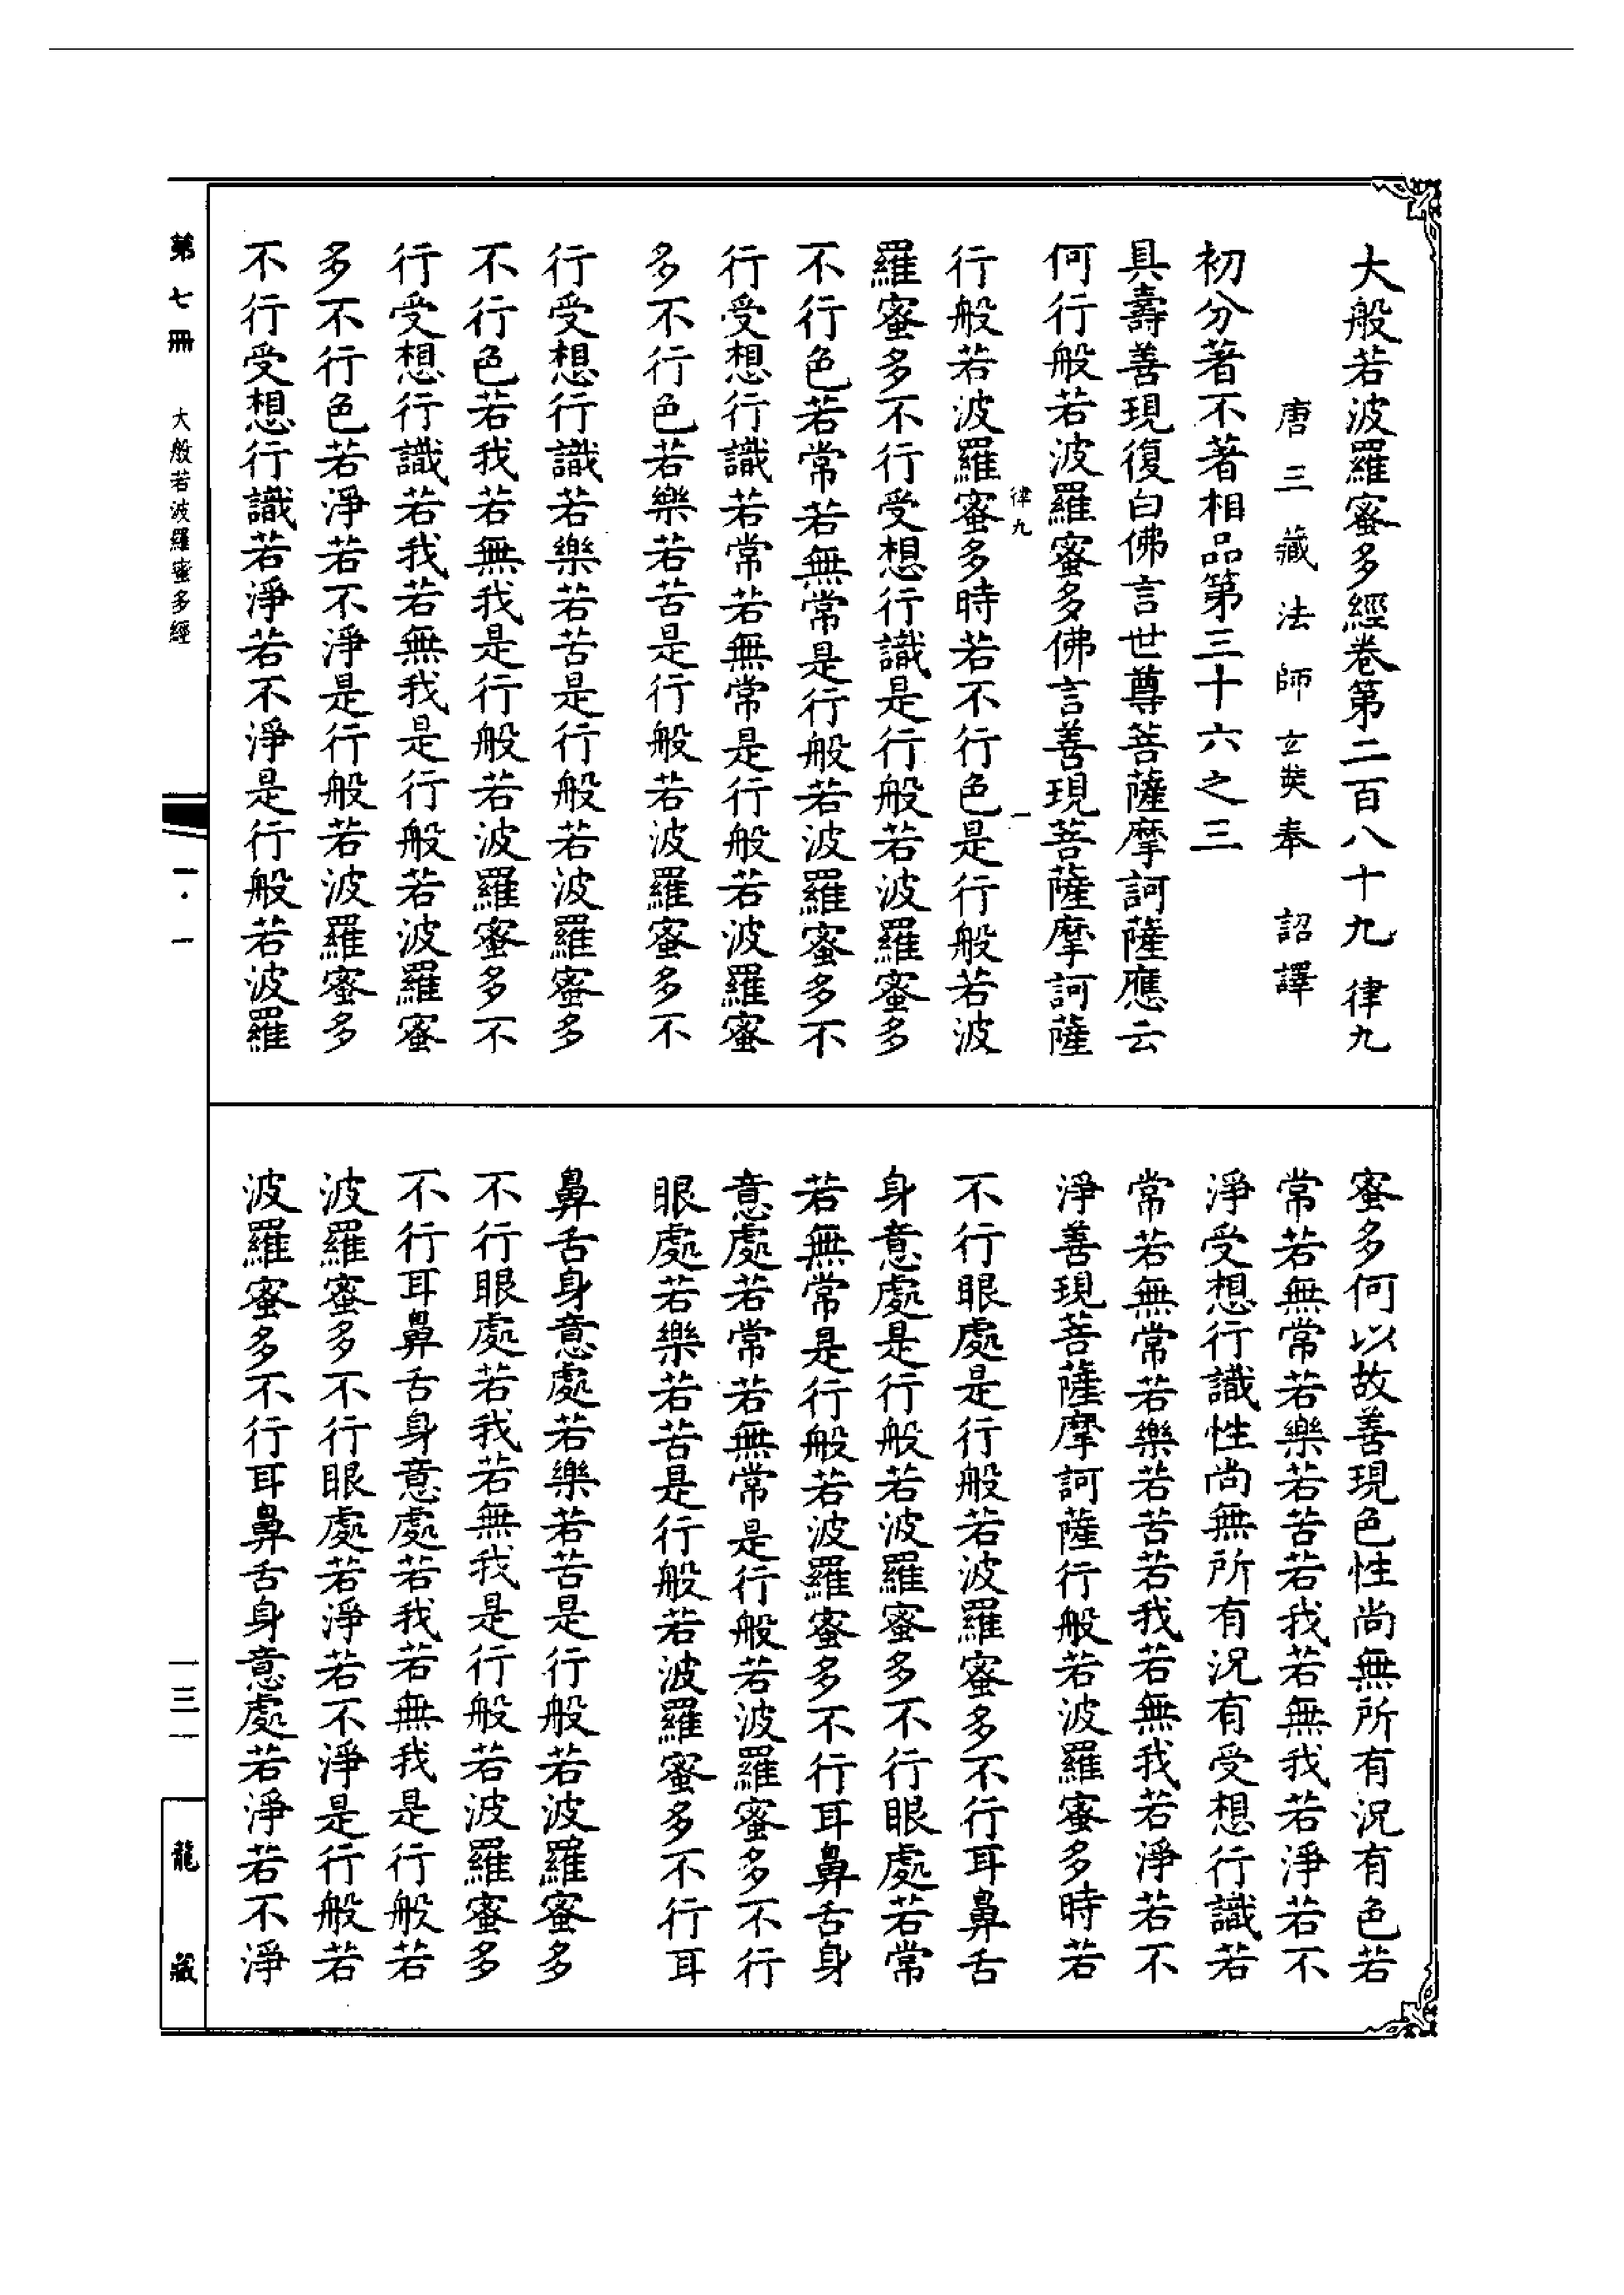 大般若波羅蜜多經卷第二百八十九 律九
唐三藏法師玄奘奉 詔譯
初分著不著相品第三十六之三
具壽善現復白佛言世尊菩薩摩訶薩應云
何行般若波羅蜜多佛言善現菩薩摩訶薩
律九 一
行般若波羅蜜多時若不行色是行般若波
羅蜜多不行受想行識是行般若波羅蜜多
不行色若常若無常是行般若波羅蜜多不
行受想行識若常若無常是行般若波羅蜜
多不行色若樂若苦是行般若波羅蜜多不
行受想行識若樂若苦是行般若波羅蜜多
不行色若我若無我是行般若波羅蜜多不
行受想行識若我若無我是行般若波羅蜜
多不行色若淨若不淨是行般若波羅蜜多
不行受想行識若淨若不淨是行般若波羅
蜜多何以故善現色性尚無所有況有色若
常若無常若樂若苦若我若無我若淨若不
淨受想行識性尚無所有況有受想行識若
常若無常若樂若苦若我若無我若淨若不
淨善現菩薩摩訶薩行般若波羅蜜多時若
不行眼處是行般若波羅蜜多不行耳鼻舌
身意處是行般若波羅蜜多不行眼處若常
若無常是行般若波羅蜜多不行耳鼻舌身
意處若常若無常是行般若波羅蜜多不行
眼處若樂若苦是行般若波羅蜜多不行耳
鼻舌身意處若樂若苦是行般若波羅蜜多
不行眼處若我若無我是行般若波羅蜜多
不行耳鼻舌身意處若我若無我是行般若
波羅蜜多不行眼處若淨若不淨是行般若
波羅蜜多不行耳鼻舌身意處若淨若不淨
第七冊 大般若波羅蜜多經 一·一 一三一 龍藏